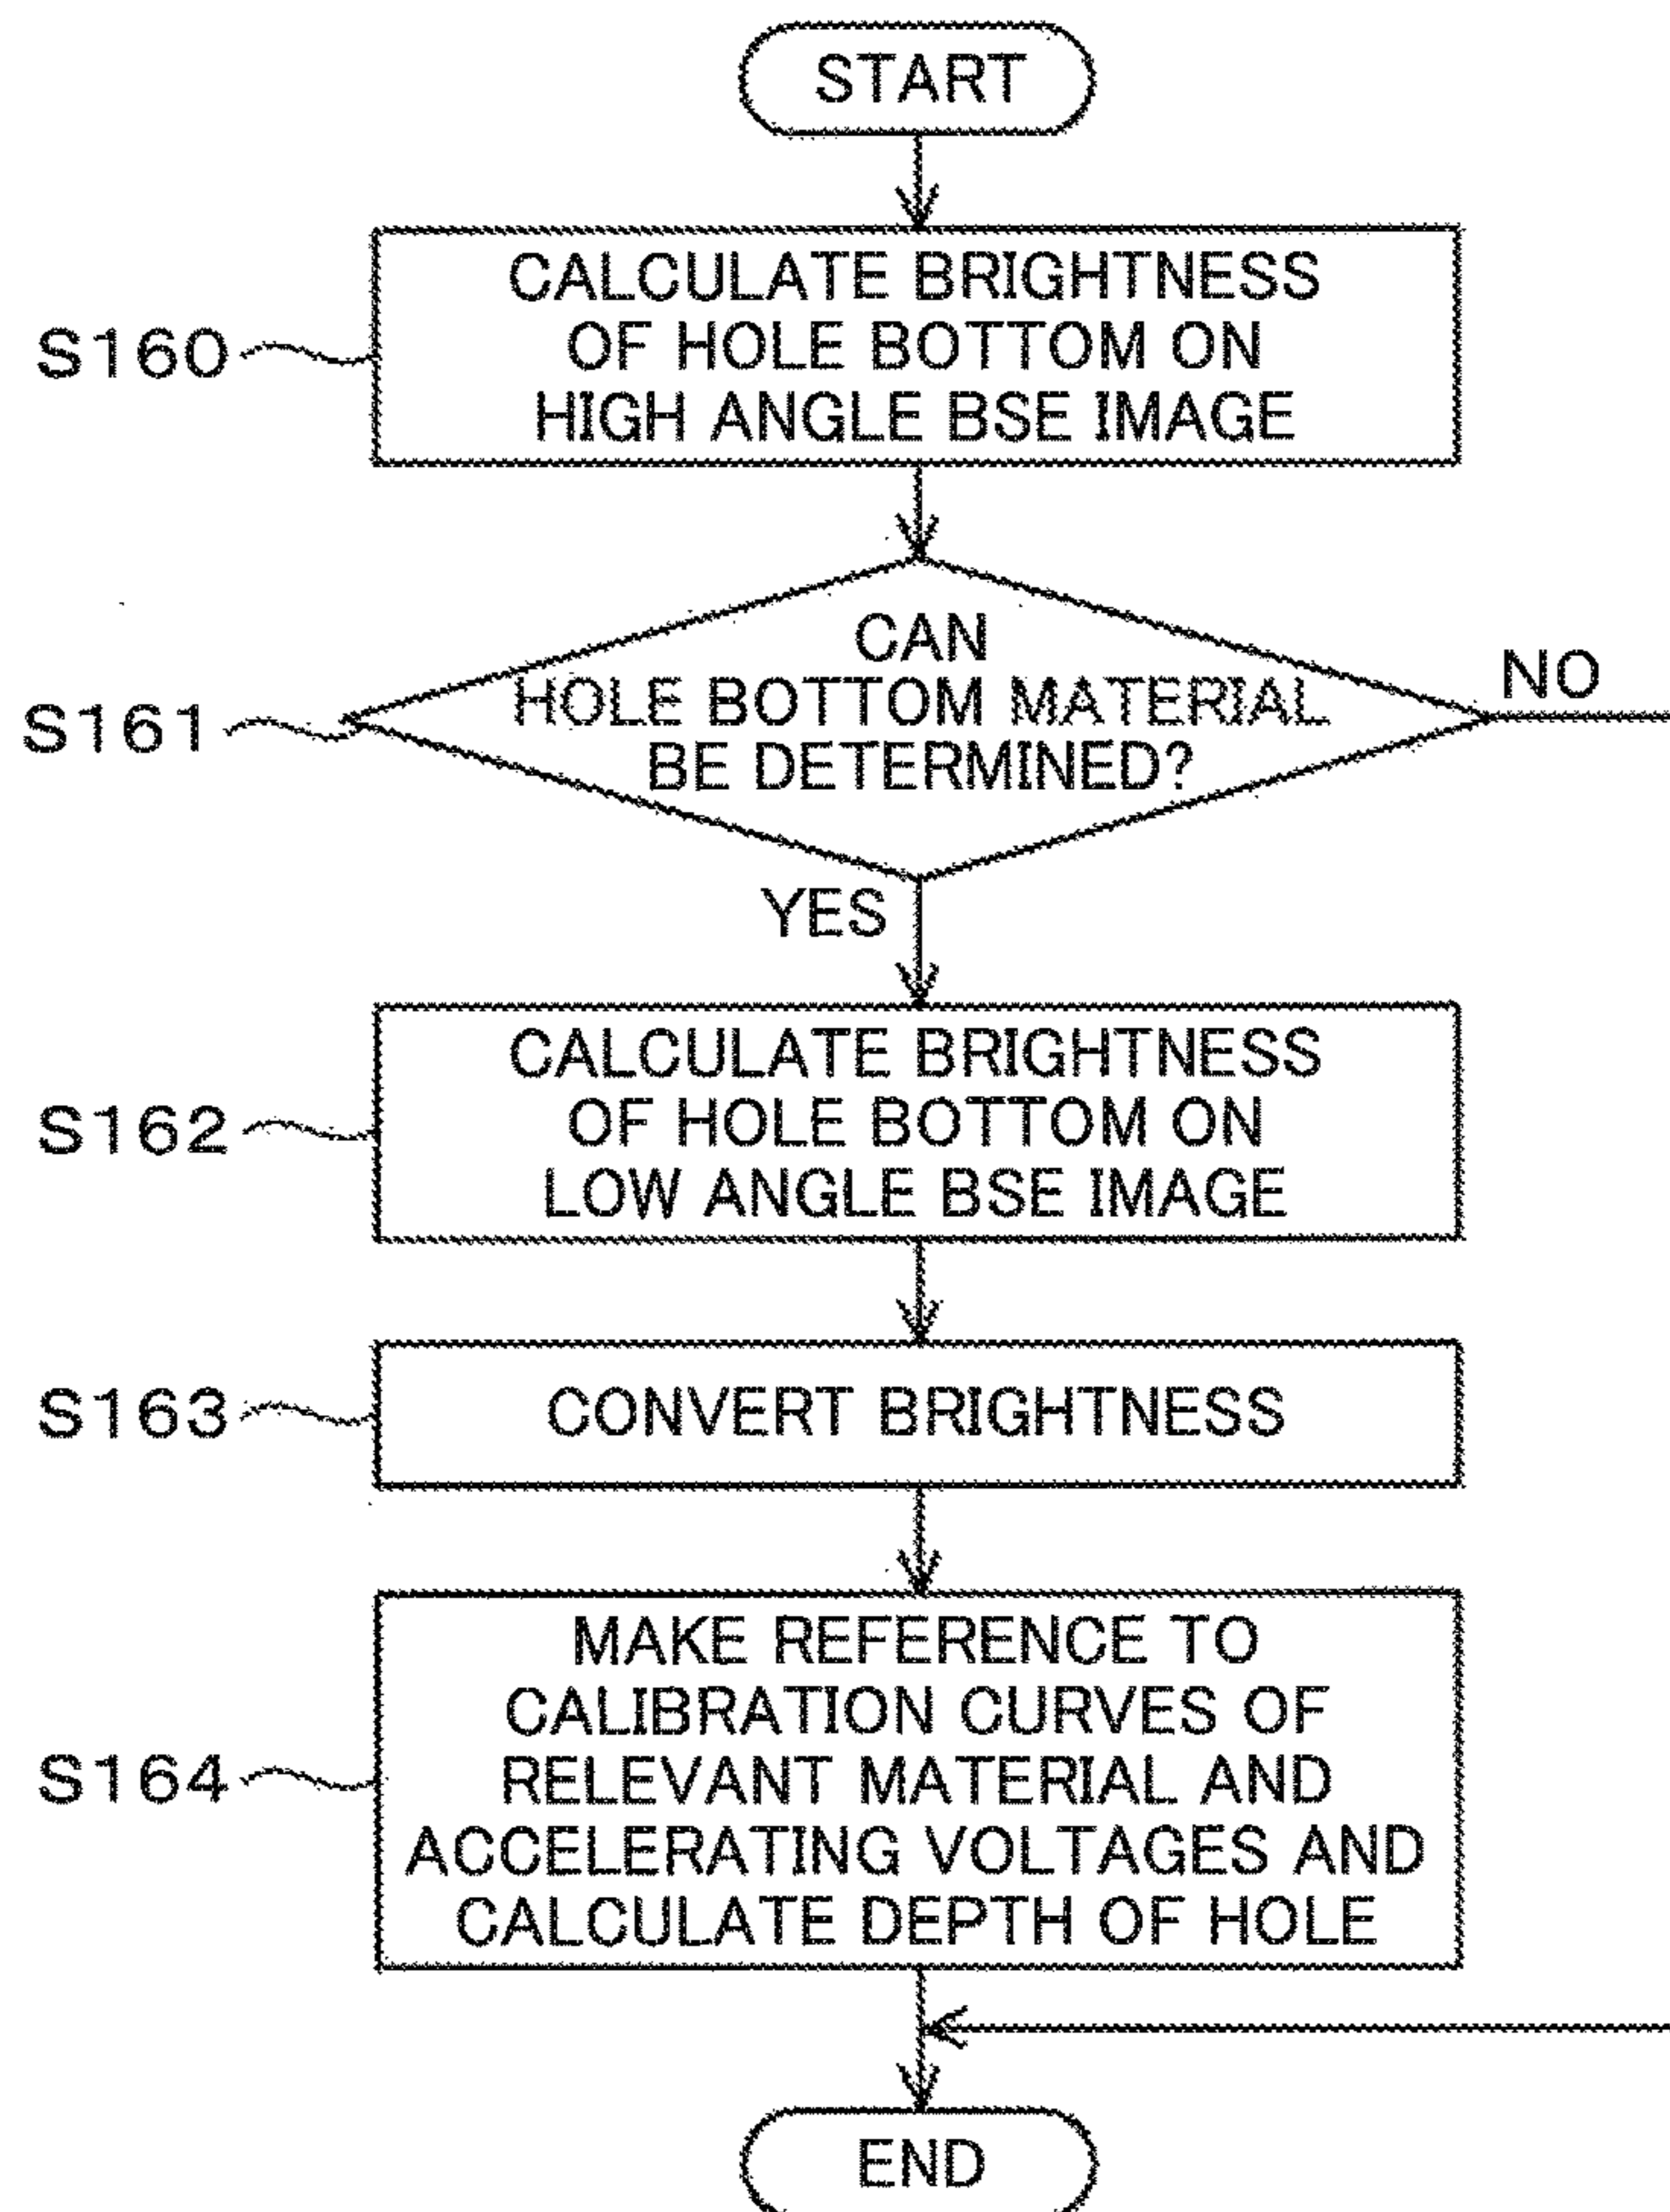 START
S160
CALCULATE BRIGHTNESS
OF HOLE BOTTOM ON
HIGH ANGLE BSE IMAGE
S161
CAN
HOLE BOTTOM MATERIAL
BE DETERMINED?
NO
YES
S162
CALCULATE BRIGHTNESS
OF HOLE BOTTOM ON
LOW ANGLE BSE IMAGE
S163
CONVERT BRIGHTNESS
S164
MAKE REFERENCE TO
CALIBRATION CURVES OF
RELEVANT MATERIAL AND
ACCELERATING VOLTAGES AND
CALCULATE DEPTH OF HOLE
END